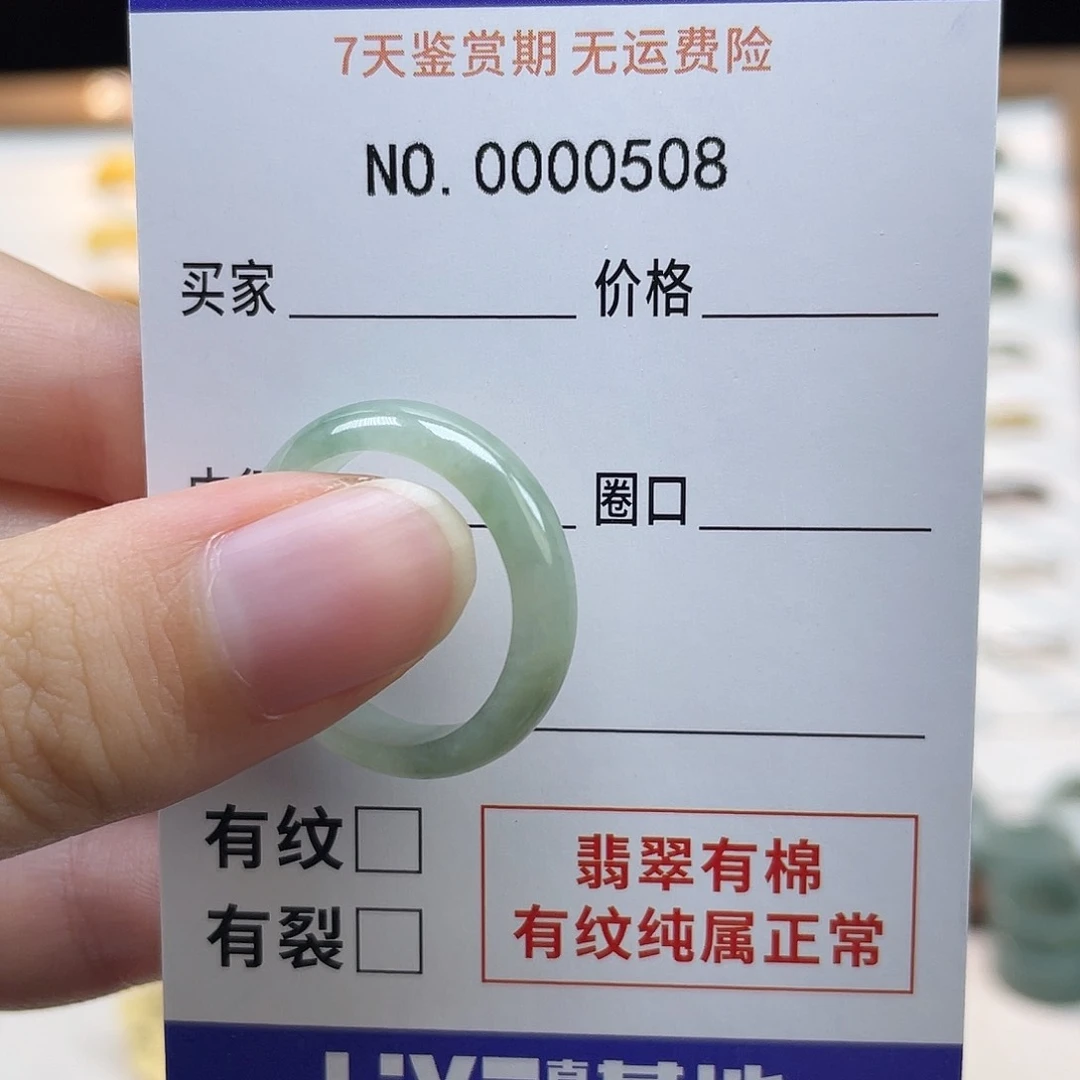 7天鉴赏期 无运费险
NO.0000508
买家 价格
圈口
有纹
有裂
翡翠有棉
有纹纯属正常